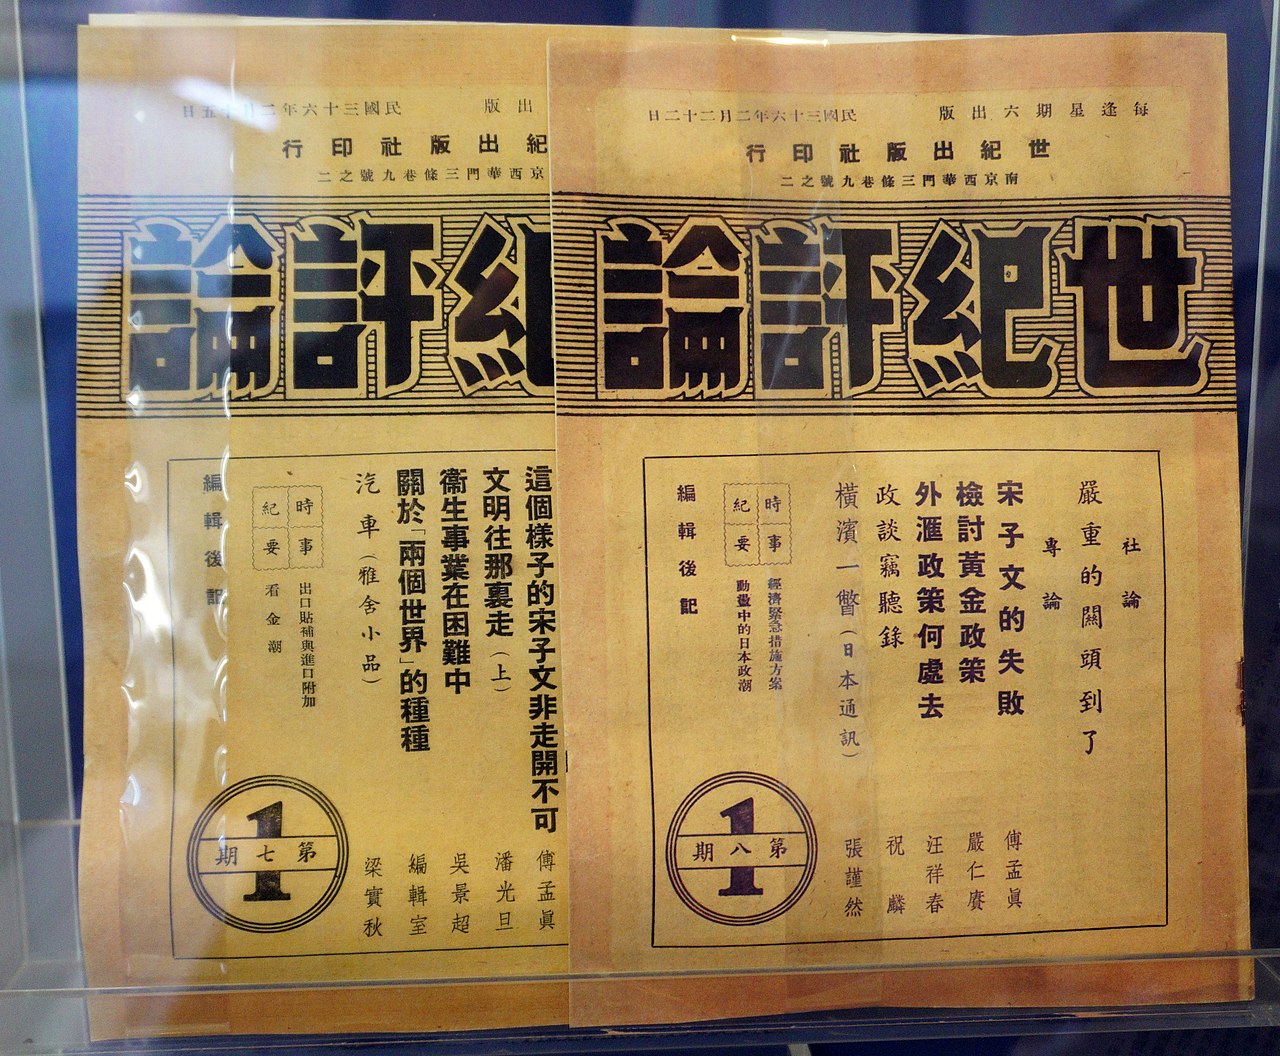 每逢星期六出版 民國三十六年二月二十二日
世紀出版社印行
南京西華門三條巷九號之二
世紀評論
社論
嚴重的關頭到了
專論
宋子文的失敗 傅孟眞
檢討黃金政策 嚴仁賡
外滙政策何處去 汪祥春
政談竊聽錄 祝麟
橫濱一瞥（日本通訊） 張謹然
時事紀要
經濟緊急措施方案
動盪中的日本政潮
編輯後記
1
第八期
出版 民國三十六年二月十五日
紀出版社印行
京西華門三條巷九號之二
紀評論
這個樣子的宋子文非走開不可 傅孟眞
文明往那裏走（上） 潘光旦
衞生事業在困難中 吳景超
關於「兩個世界」的種種 編輯室
汽車（雅舍小品） 梁實秋
時事紀要
出口貼補與進口附加
看金潮
編輯後記
1
第七期